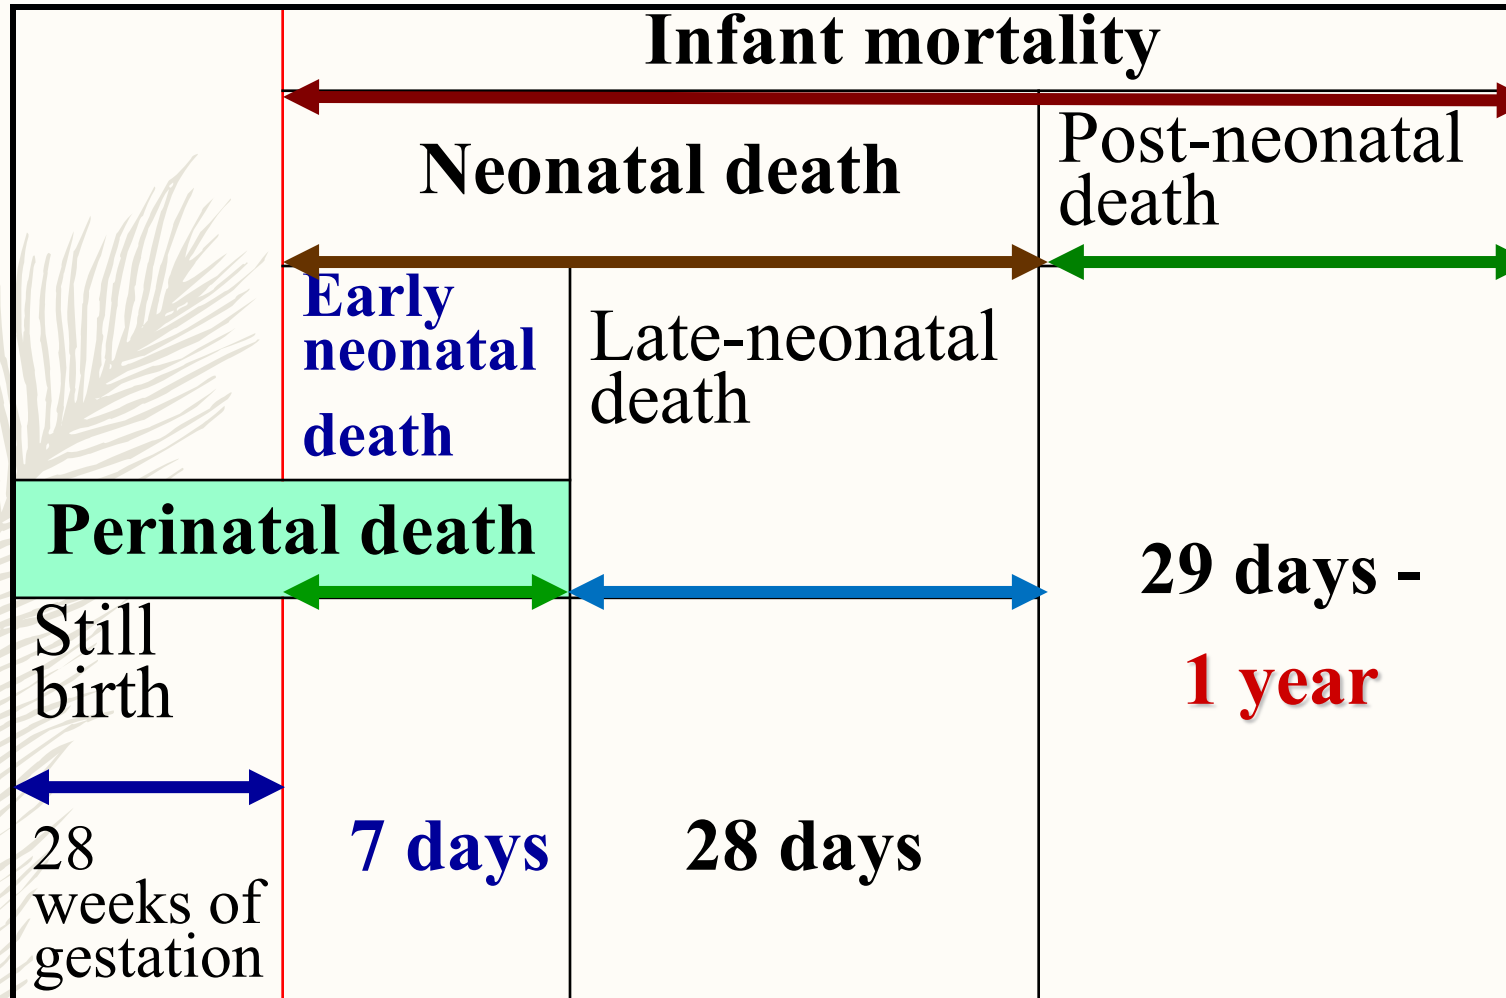 Infant mortality
Neonatal death
Post-neonatal
death
Early
neonatal
death
Late-neonatal
death
Perinatal death
Still
birth
29 days -
1 year
28
weeks of
gestation
7 days
28 days